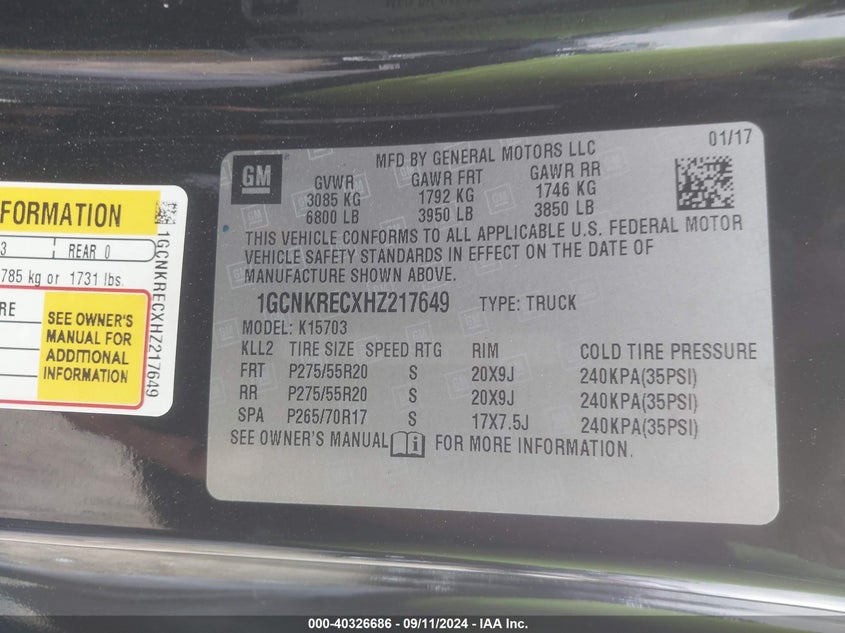 FORMATION
3 REAR 0
785 kg or 1731 lbs.
RE
SEE OWNER'S
MANUAL FOR
ADDITIONAL
INFORMATION
1GCNKRECXHZ217649
GM
MFD BY GENERAL MOTORS LLC
01/17
GVWR GAWR FRT GAWR RR
3085 KG 1792 KG 1746 KG
6800 LB 3950 LB 3850 LB
THIS VEHICLE CONFORMS TO ALL APPLICABLE U.S. FEDERAL MOTOR
VEHICLE SAFETY STANDARDS IN EFFECT ON THE DATE OF
MANUFACTURE SHOWN ABOVE.
1GCNKRECXHZ217649 TYPE: TRUCK
MODEL: K15703
KLL2 TIRE SIZE SPEED RTG RIM COLD TIRE PRESSURE
FRT P275/55R20 S 20X9J 240KPA(35PSI)
RR P275/55R20 S 20X9J 240KPA(35PSI)
SPA P265/70R17 S 17X7.5J 240KPA(35PSI)
SEE OWNER'S MANUAL FOR MORE INFORMATION.
000-40326686 - 09/11/2024 - IAA Inc.